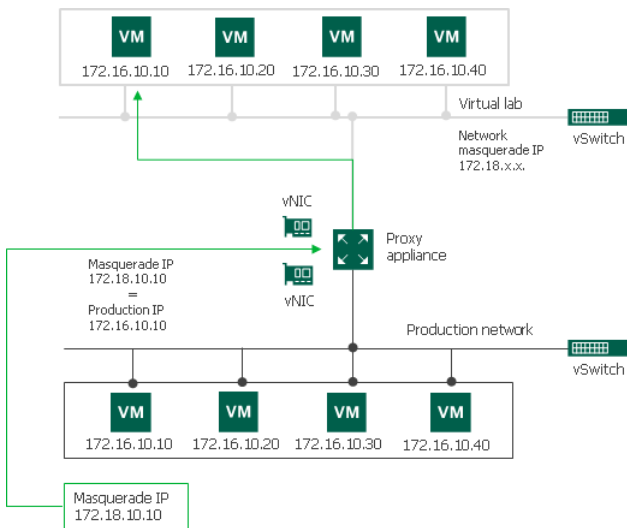 VM VM VM VM
172.16.10.10 172.16.10.20 172.16.10.30 172.16.10.40
Virtual lab
Network
masquerade IP
172.18.x.x.
vSwitch
vNIC
Proxy
appliance
Masquerade IP
172.18.10.10
=
Production IP
172.16.10.10
vNIC
Production network
vSwitch
VM VM VM VM
172.16.10.10 172.16.10.20 172.16.10.30 172.16.10.40
Masquerade IP
172.18.10.10